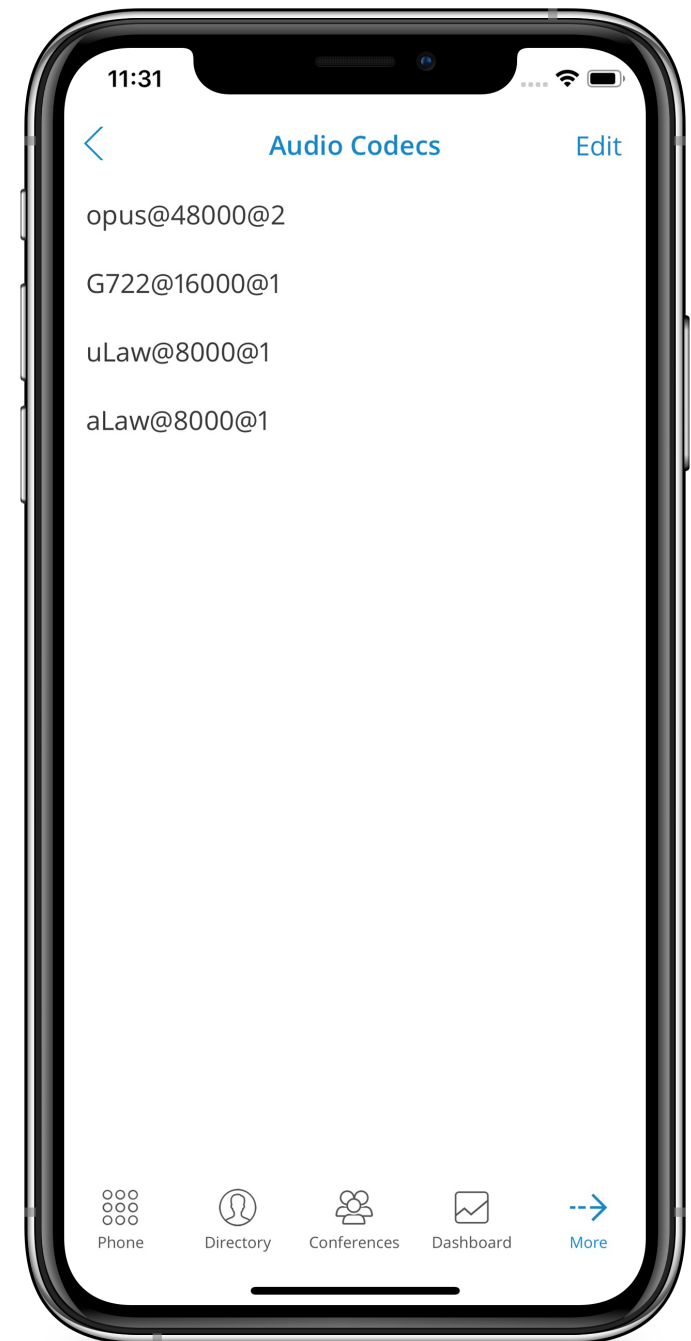 11:31
Audio Codecs Edit
opus@48000@2
G722@16000@1
uLaw@8000@1
aLaw@8000@1
Phone Directory Conferences Dashboard More